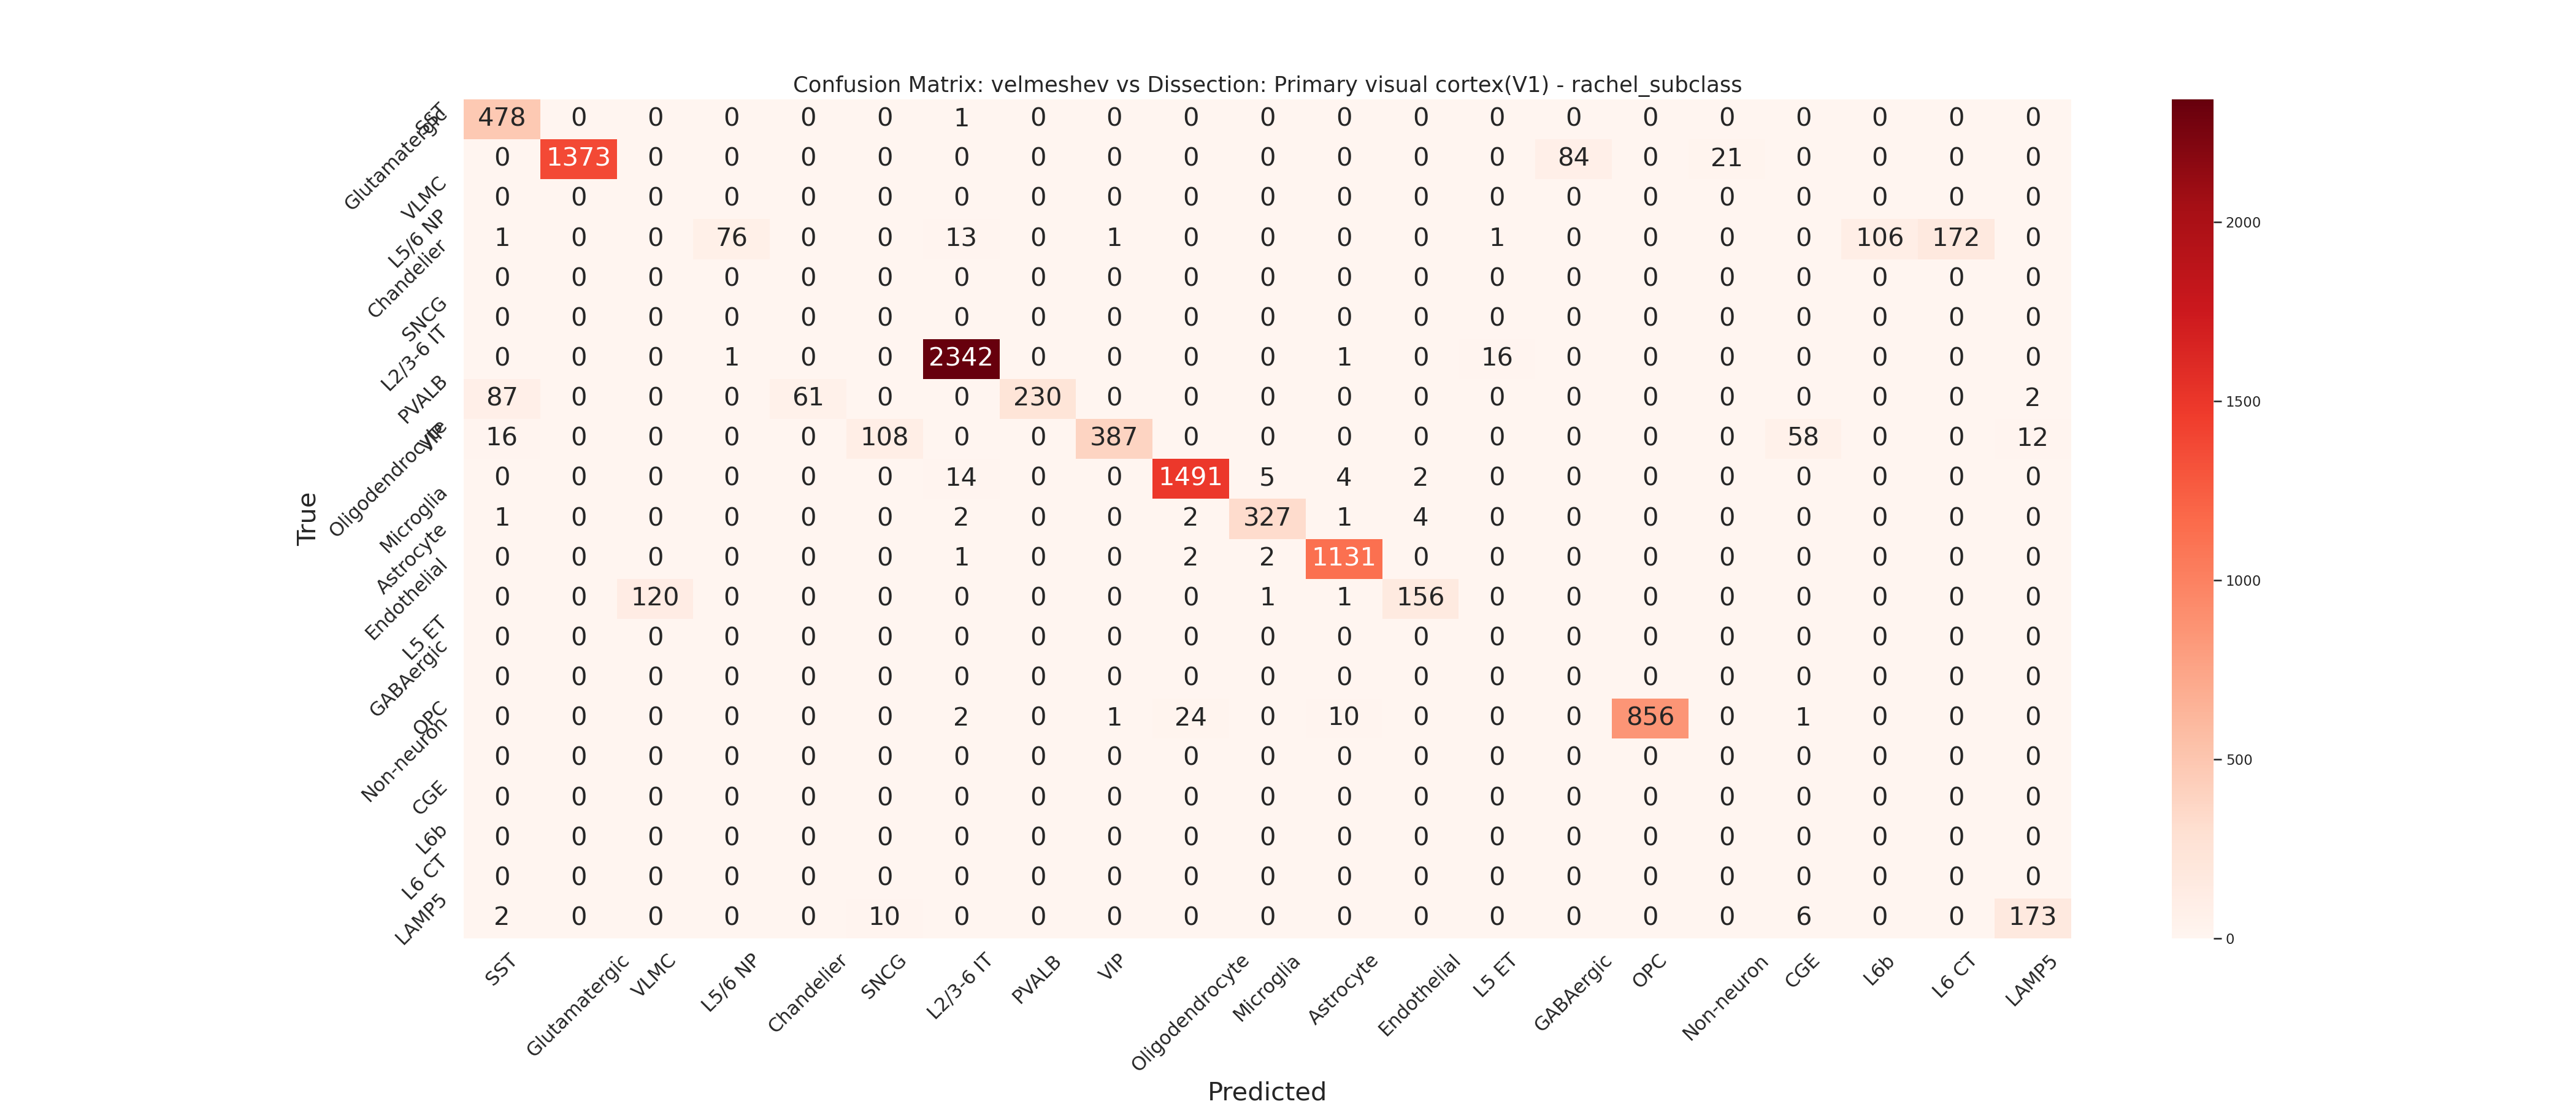 Confusion Matrix: velmeshev vs Dissection: Primary visual cortex(V1) - rachel_subclass
True
SST 478 0 0 0 0 0 1 0 0 0 0 0 0 0 0 0 0 0 0 0 0
Glutamatergic 0 1373 0 0 0 0 0 0 0 0 0 0 0 0 84 0 21 0 0 0 0
VLMC 0 0 0 0 0 0 0 0 0 0 0 0 0 0 0 0 0 0 0 0 0
L5/6 NP 1 0 0 76 0 0 13 0 1 0 0 0 0 1 0 0 0 0 106 172 0
Chandelier 0 0 0 0 0 0 0 0 0 0 0 0 0 0 0 0 0 0 0 0 0
SNCG 0 0 0 0 0 0 0 0 0 0 0 0 0 0 0 0 0 0 0 0 0
L2/3-6 IT 0 0 0 1 0 0 2342 0 0 0 0 1 0 16 0 0 0 0 0 0 0
PVALB 87 0 0 0 61 0 0 230 0 0 0 0 0 0 0 0 0 0 0 0 2
VIP 16 0 0 0 0 108 0 0 387 0 0 0 0 0 0 0 0 58 0 0 12
Oligodendrocyte 0 0 0 0 0 0 14 0 0 1491 5 4 2 0 0 0 0 0 0 0 0
Microglia 1 0 0 0 0 0 2 0 0 2 327 1 4 0 0 0 0 0 0 0 0
Astrocyte 0 0 0 0 0 0 1 0 0 2 2 1131 0 0 0 0 0 0 0 0 0
Endothelial 0 0 120 0 0 0 0 0 0 0 1 1 156 0 0 0 0 0 0 0 0
L5 ET 0 0 0 0 0 0 0 0 0 0 0 0 0 0 0 0 0 0 0 0 0
GABAergic 0 0 0 0 0 0 0 0 0 0 0 0 0 0 0 0 0 0 0 0 0
OPC 0 0 0 0 0 0 2 0 1 24 0 10 0 0 0 856 0 1 0 0 0
Non-neuron 0 0 0 0 0 0 0 0 0 0 0 0 0 0 0 0 0 0 0 0 0
CGE 0 0 0 0 0 0 0 0 0 0 0 0 0 0 0 0 0 0 0 0 0
L6b 0 0 0 0 0 0 0 0 0 0 0 0 0 0 0 0 0 0 0 0 0
L6 CT 0 0 0 0 0 0 0 0 0 0 0 0 0 0 0 0 0 0 0 0 0
LAMP5 2 0 0 0 0 10 0 0 0 0 0 0 0 0 0 0 0 6 0 0 173
SST Glutamatergic VLMC L5/6 NP Chandelier SNCG L2/3-6 IT PVALB VIP Oligodendrocyte Microglia Astrocyte Endothelial L5 ET GABAergic OPC Non-neuron CGE L6b L6 CT LAMP5
Predicted
2000
1500
1000
500
0